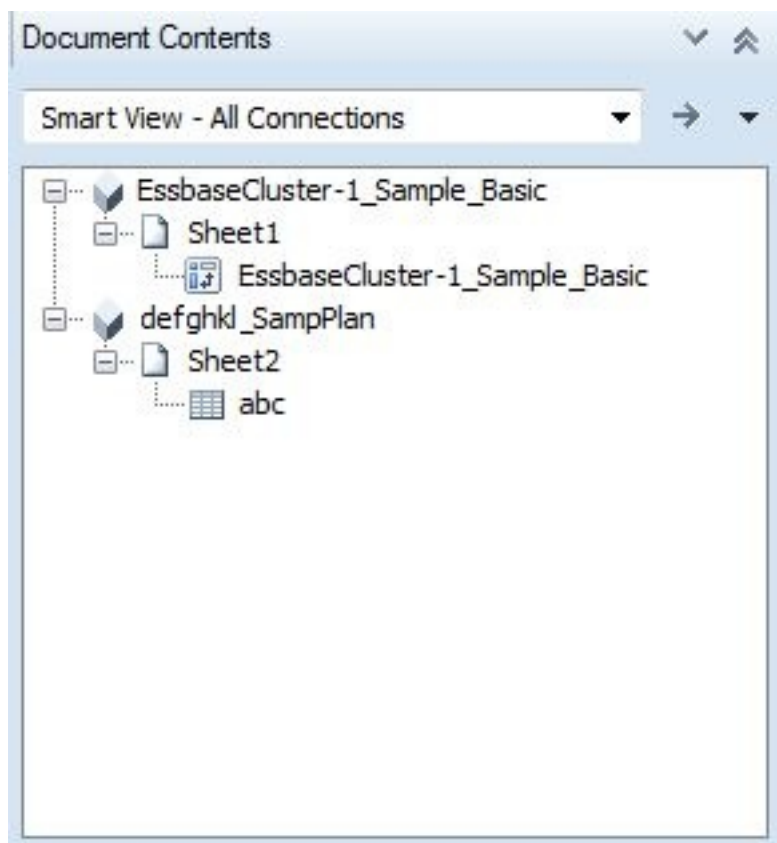 Document Contents
Smart View - All Connections
EssbaseCluster-1_Sample_Basic
Sheet1
EssbaseCluster-1_Sample_Basic
defghkl_SampPlan
Sheet2
abc